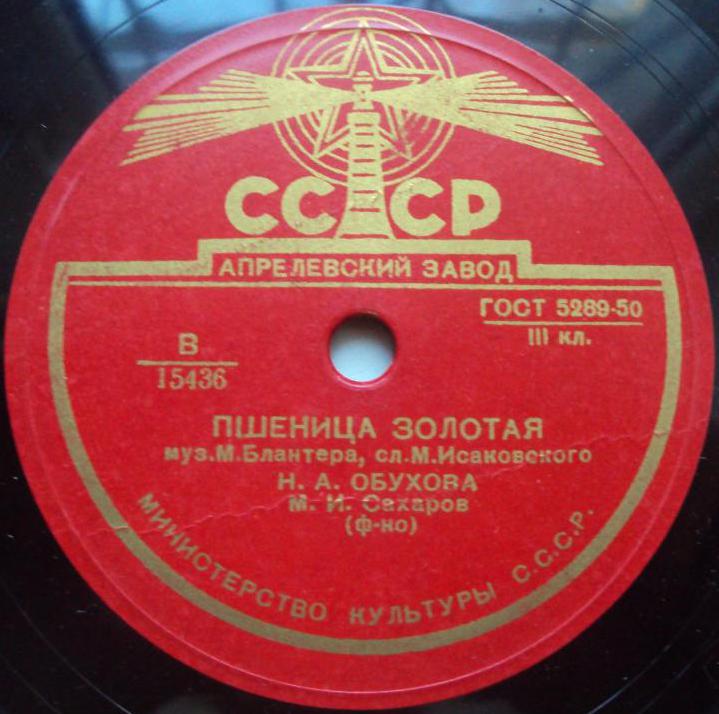 СССР
АПРЕЛЕВСКИЙ ЗАВОД
ГОСТ 5289-50
III кл.
В
15436
ПШЕНИЦА ЗОЛОТАЯ
муз. М. Блантера, сл. М. Исаковского
Н. А. ОБУХОВА
М. И. Сахаров
(ф-но)
МИНИСТЕРСТВО КУЛЬТУРЫ С.С.С.Р.